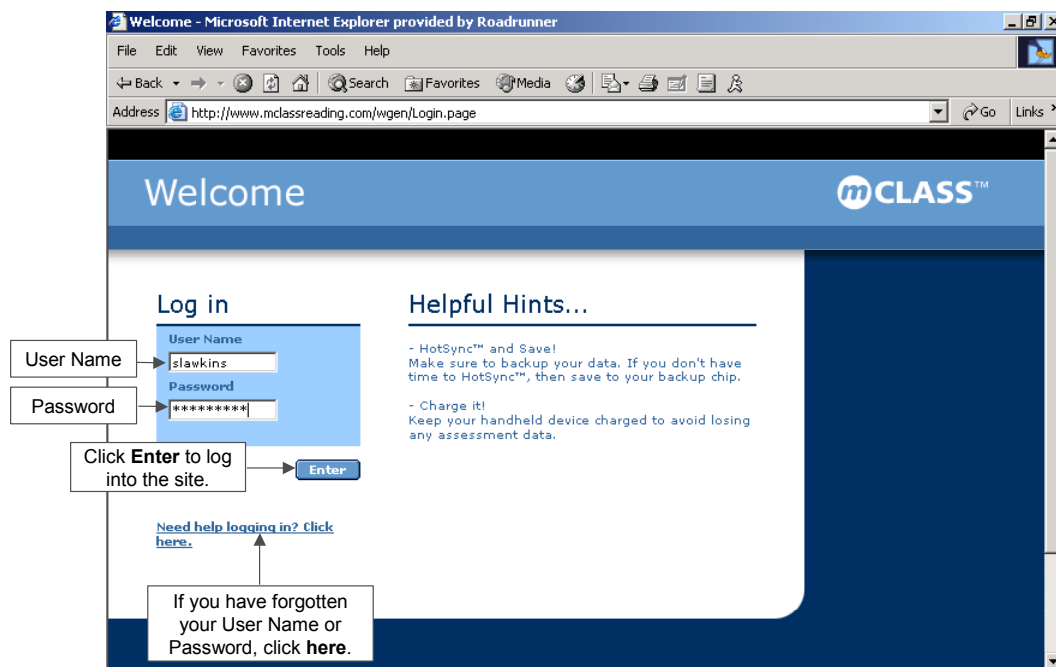 Welcome - Microsoft Internet Explorer provided by Roadrunner
File Edit View Favorites Tools Help
Back Search Favorites Media
Address http://www.mclassreading.com/wgen/Login.page Go Links
Welcome
mCLASS™
Log in
User Name
slawkins
Password
*********
Enter
Need help logging in? Click
here.
Helpful Hints...
- HotSync™ and Save!
Make sure to backup your data. If you don't have
time to HotSync™, then save to your backup chip.
- Charge it!
Keep your handheld device charged to avoid losing
any assessment data.
User Name
Password
Click Enter to log
into the site.
If you have forgotten
your User Name or
Password, click here.